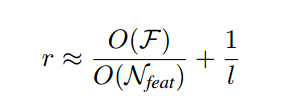 r ≈ O(ℱ) / O(𝒩_feat) + 1 / l